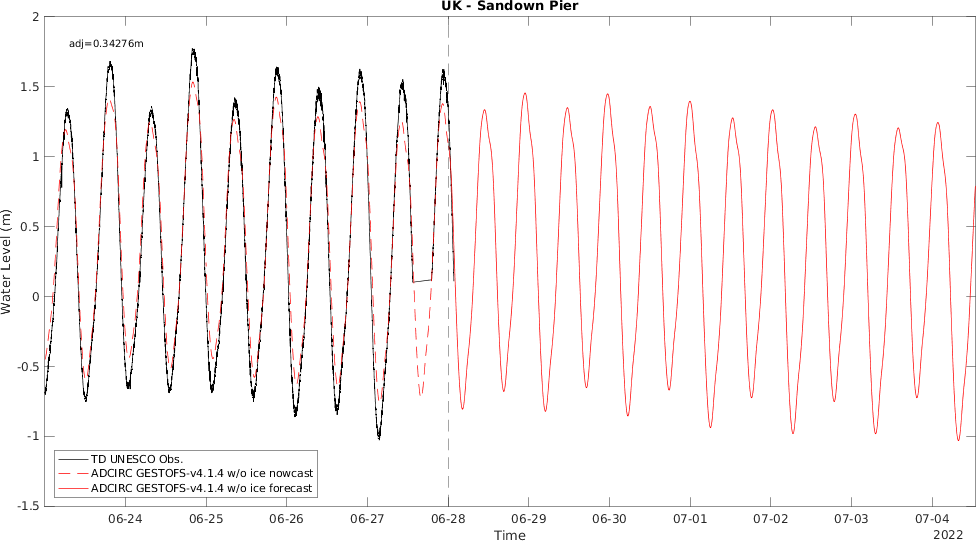 UK - Sandown Pier
adj=0.34276m
2
1.5
1
0.5
0
-0.5
-1
-1.5
Water Level (m)
TD UNESCO Obs.
ADCIRC GESTOFS-v4.1.4 w/o ice nowcast
ADCIRC GESTOFS-v4.1.4 w/o ice forecast
06-24 06-25 06-26 06-27 06-28 06-29 06-30 07-01 07-02 07-03 07-04
Time
2022